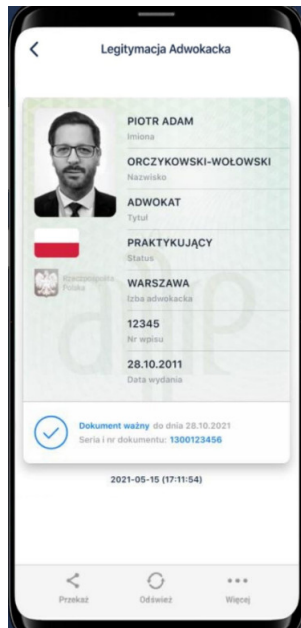 Legitymacja Adwokacka
PIOTR ADAM
Imiona
ORCZYKOWSKI-WOŁOWSKI
Nazwisko
ADWOKAT
Tytuł
PRAKTYKUJĄCY
Status
Rzeczpospolita
Polska
WARSZAWA
Izba adwokacka
12345
Nr wpisu
28.10.2011
Data wydania
Dokument ważny do dnia 28.10.2021
Seria i nr dokumentu: 1300123456
2021-05-15 (17:11:54)
Przekaż
Odśwież
Więcej